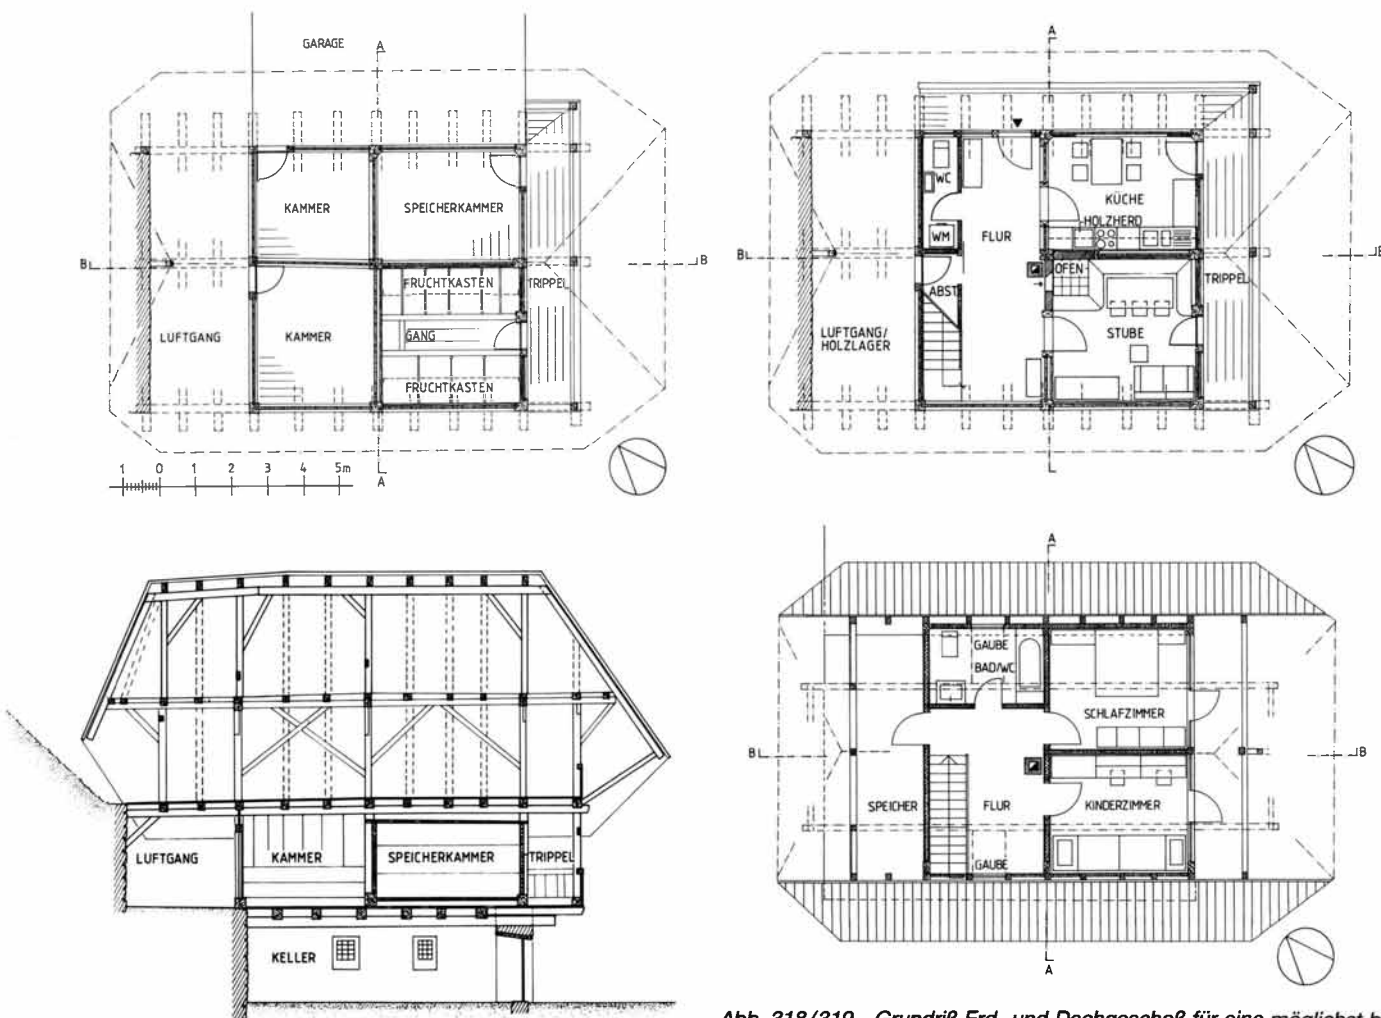 GARAGE
A
KAMMER
SPEICHERKAMMER
B
B
FRUCHTKASTEN
TRIPPEL
LUFTGANG
KAMMER
GANG
FRUCHTKASTEN
1 0 1 2 3 4 5m
A
A
WC
KÜCHE
HOLZHERD
WM
FLUR
B
B
OFEN
TRIPPEL
ABST.
LUFTGANG/
HOLZLAGER
STUBE
LUFTGANG
KAMMER
SPEICHERKAMMER
TRIPPEL
KELLER
A
GAUBE
BAD/WC
SCHLAFZIMMER
B
B
SPEICHER
FLUR
KINDERZIMMER
GAUBE
A
Abb. 318/319 Grundriß Erd- und Dachgeschoß für eine möglichst